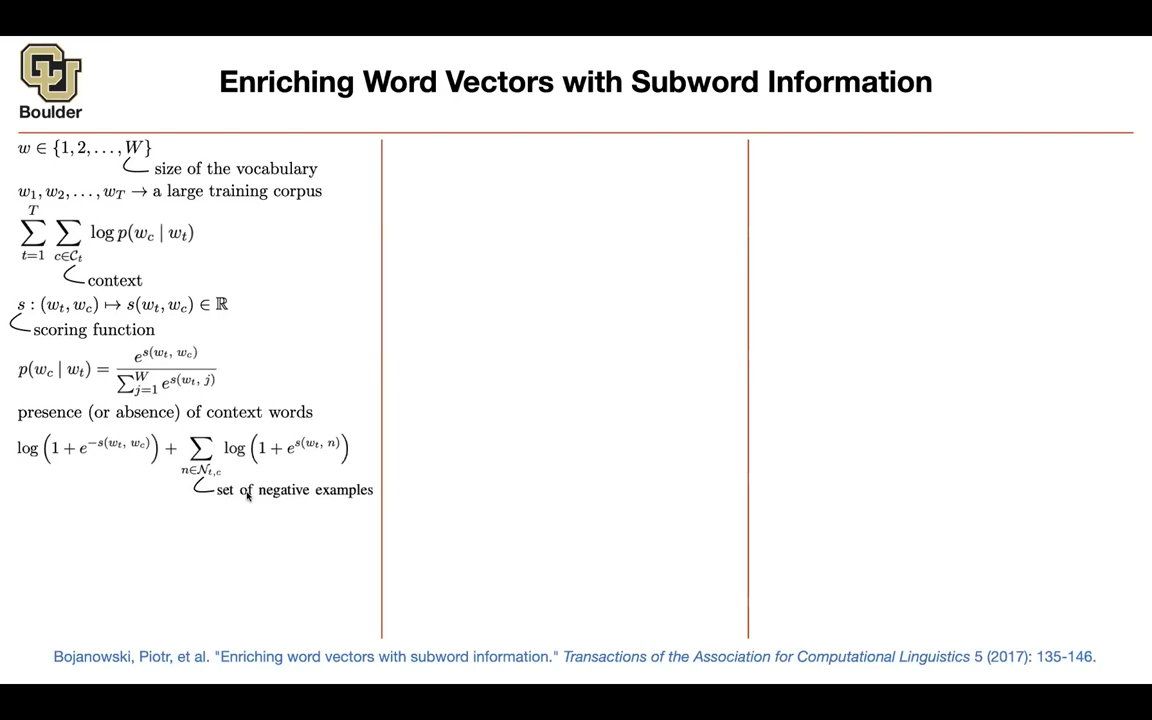 CU
Boulder
Enriching Word Vectors with Subword Information
w ∈ {1, 2, . . . , W}
size of the vocabulary
w₁, w₂, . . . , w_T → a large training corpus
∑_{t=1}^{T} ∑_{c∈𝒞_t} log p(w_c | w_t)
context
s : (w_t, w_c) ↦ s(w_t, w_c) ∈ ℝ
scoring function
p(w_c | w_t) = e^{s(w_t, w_c)} / ∑_{j=1}^{W} e^{s(w_t, j)}
presence (or absence) of context words
log (1 + e^{−s(w_t, w_c)}) + ∑_{n∈𝒩_{t,c}} log (1 + e^{s(w_t, n)})
set of negative examples
Bojanowski, Piotr, et al. "Enriching word vectors with subword information." Transactions of the Association for Computational Linguistics 5 (2017): 135-146.